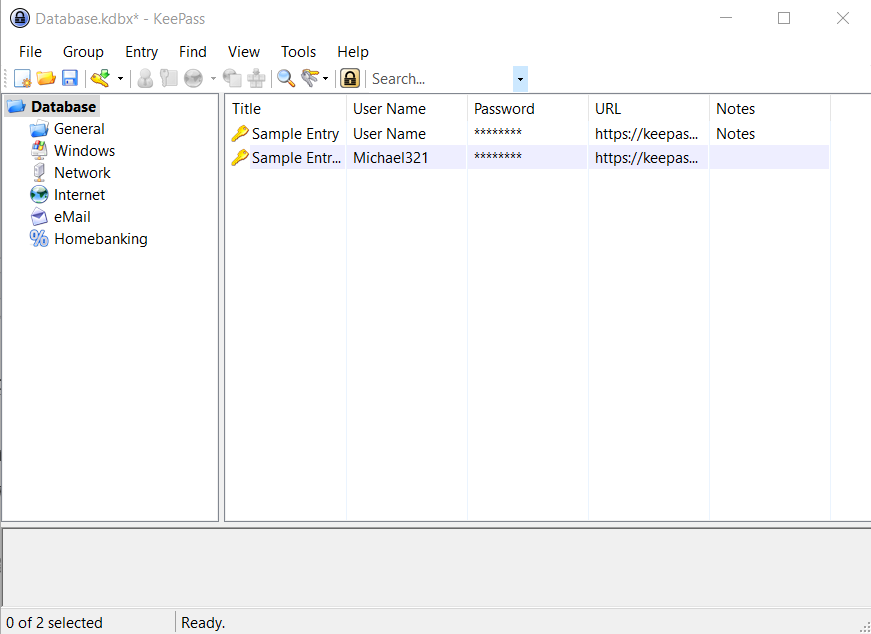 Database.kdbx* - KeePass
File Group Entry Find View Tools Help
Search...
Database
General
Windows
Network
Internet
eMail
Homebanking
Title User Name Password URL Notes
Sample Entry User Name ******** https://keepas... Notes
Sample Entr... Michael321 ******** https://keepas...
0 of 2 selected Ready.